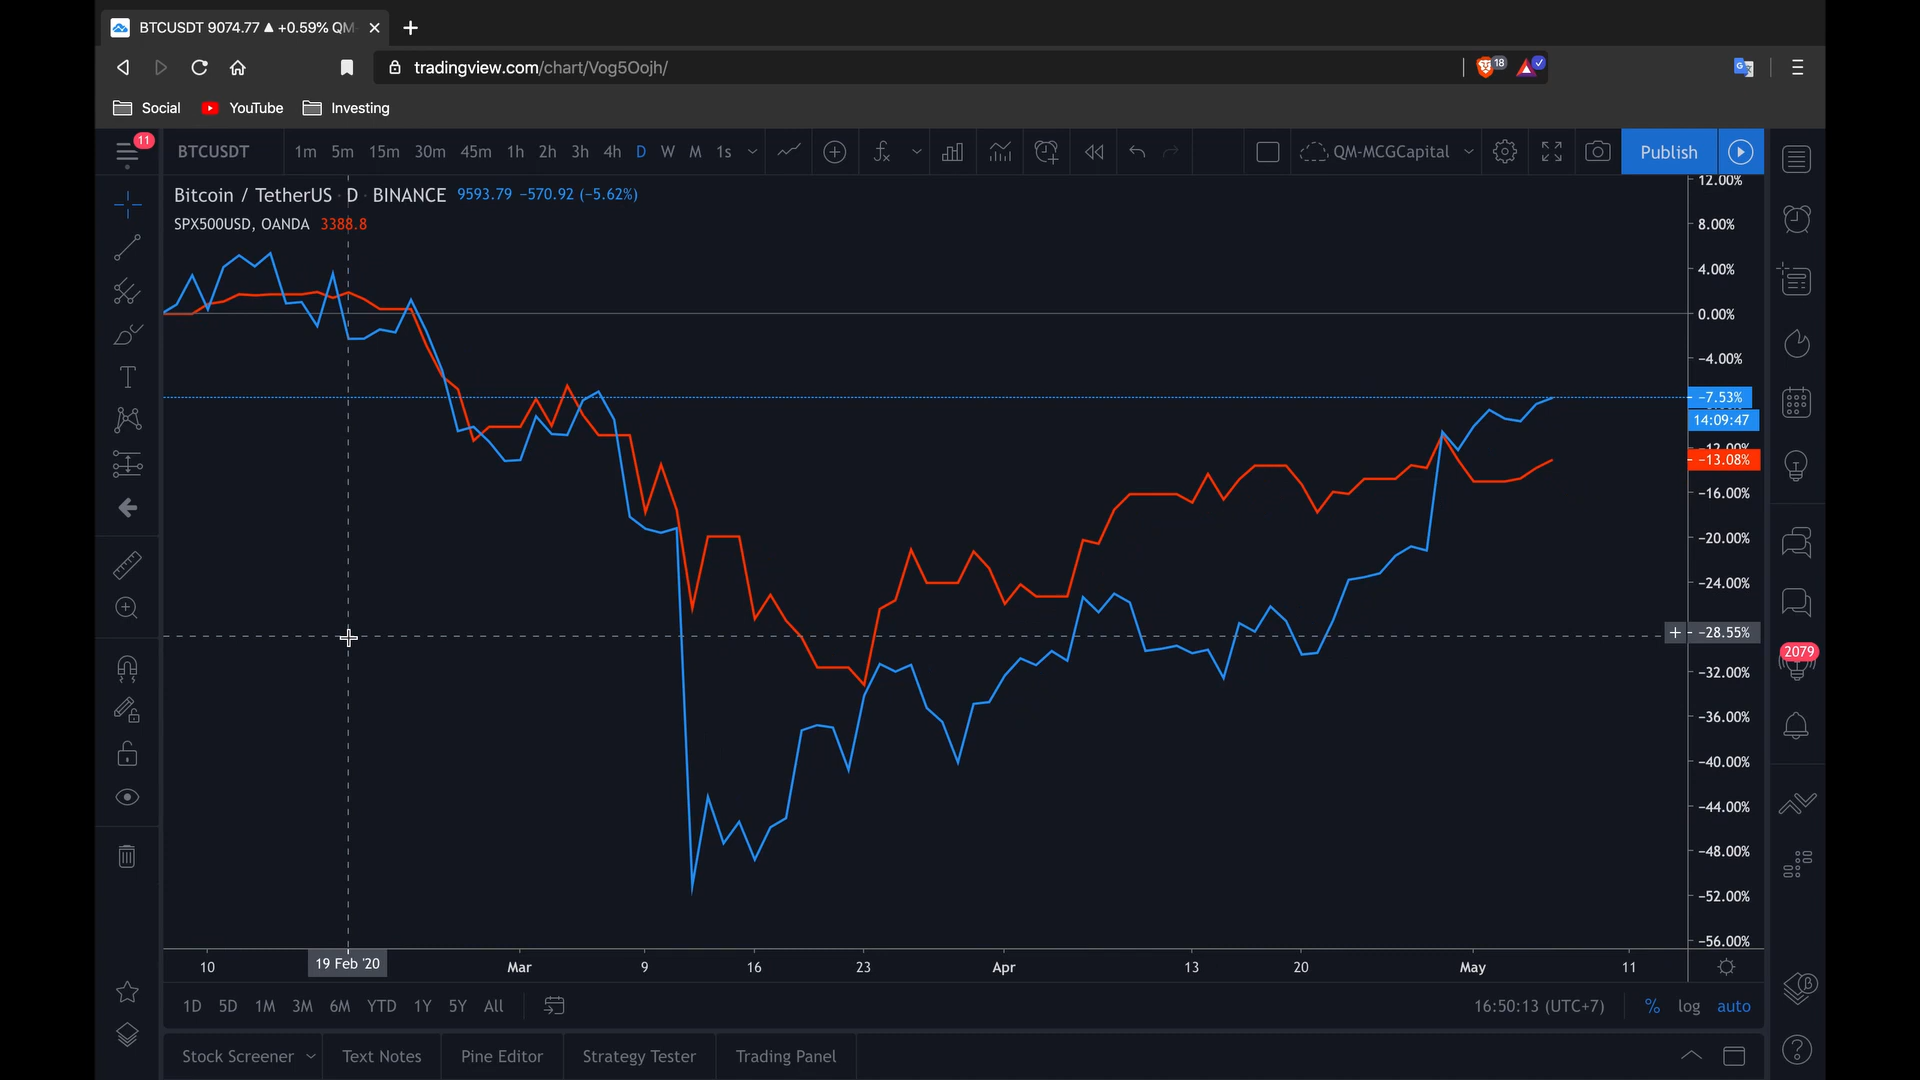 BTCUSDT 9074.77 ▲ +0.59% QM
tradingview.com/chart/Vog5Oojh/
18
Social YouTube Investing
11
BTCUSDT 1m 5m 15m 30m 45m 1h 2h 3h 4h D W M 1s QM-MCGCapital Publish
Bitcoin / TetherUS D BINANCE 9593.79 −570.92 (−5.62%)
SPX500USD, OANDA 3388.8
12.00%
8.00%
4.00%
0.00%
−4.00%
−7.53%
14:09:47
−12.00%
−13.08%
−16.00%
−20.00%
−24.00%
−28.55%
−32.00%
−36.00%
−40.00%
−44.00%
−48.00%
−52.00%
−56.00%
2079
10 19 Feb '20 Mar 9 16 23 Apr 13 20 May 11
1D 5D 1M 3M 6M YTD 1Y 5Y All 16:50:13 (UTC+7) % log auto
Stock Screener Text Notes Pine Editor Strategy Tester Trading Panel